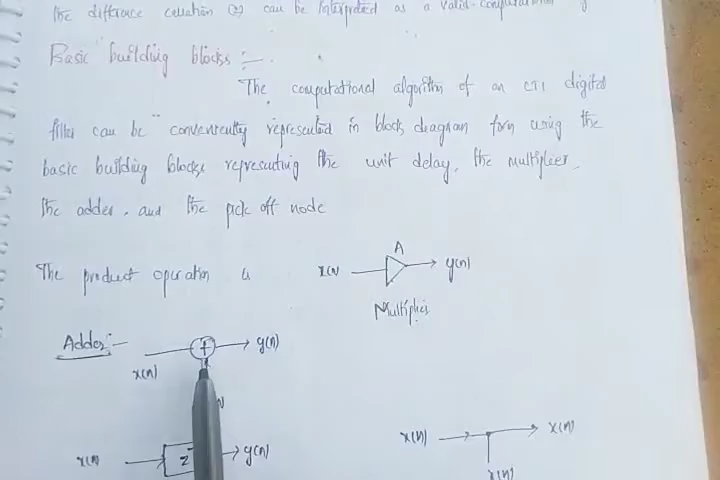 the difference can be interpreted as a valid
Basic building blocks :-
The computational algorithm of an LTI digital
filter can be conveniently represented in block diagram form using the
basic building blocks representing the unit delay, the multiplier,
the adder, and the pick off node
The product operation is
A
x(n)
y(n)
Multiplier
Adder :-
+
y(n)
x(n)
x(n)
z
y(n)
x(n)
x(n)
x(n)